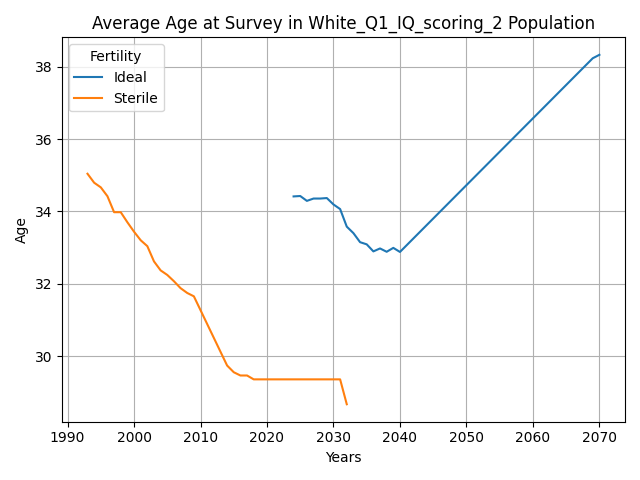 Average Age at Survey in White_Q1_IQ_scoring_2 Population
Fertility
Ideal
Sterile
Age
38
36
34
32
30
1990 2000 2010 2020 2030 2040 2050 2060 2070
Years